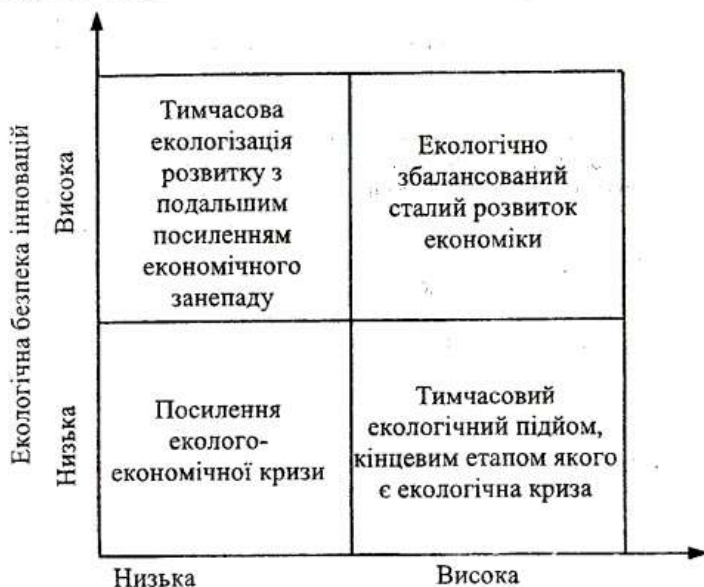 Екологічна безпека інновацій
Висока
Низька
Тимчасова
екологізація
розвитку з
подальшим
посиленням
економічного
занепаду
Екологічно
збалансований
сталий розвиток
економіки
Посилення
еколого-
економічної кризи
Тимчасовий
екологічний підйом,
кінцевим етапом якого
є екологічна криза
Низька
Висока